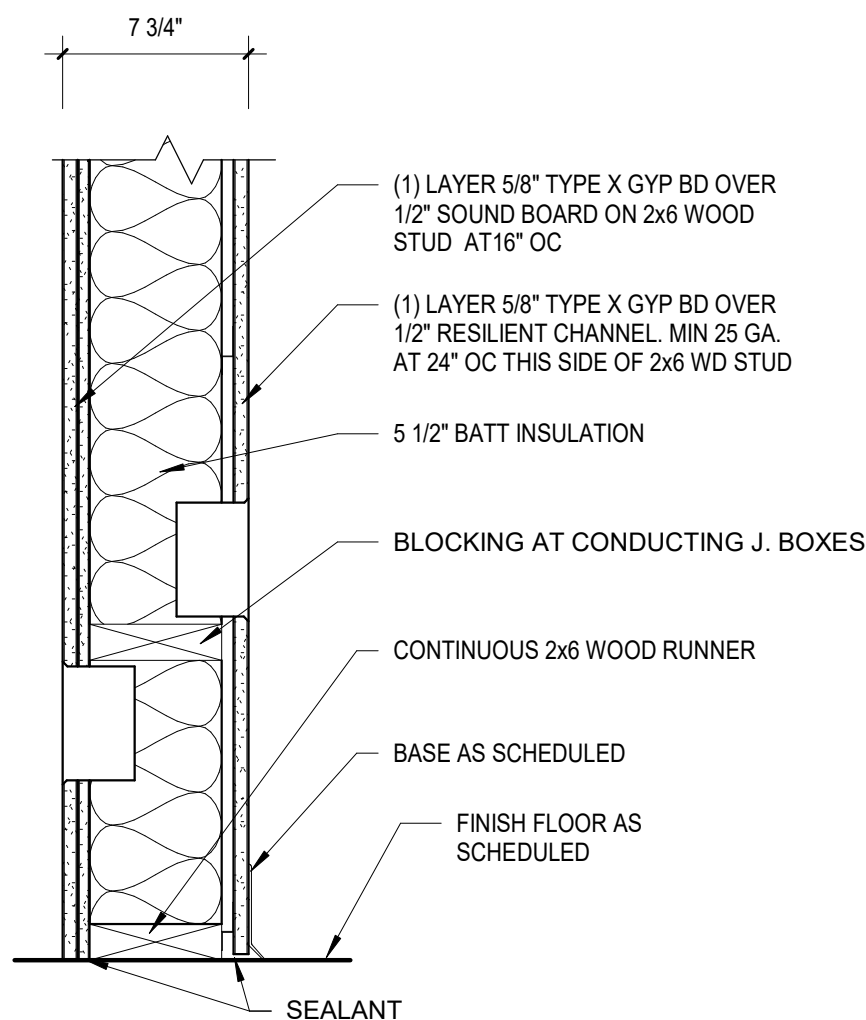 7 3/4"
(1) LAYER 5/8" TYPE X GYP BD OVER
1/2" SOUND BOARD ON 2x6 WOOD
STUD AT16" OC
(1) LAYER 5/8" TYPE X GYP BD OVER
1/2" RESILIENT CHANNEL. MIN 25 GA.
AT 24" OC THIS SIDE OF 2x6 WD STUD
5 1/2" BATT INSULATION
BLOCKING AT CONDUCTING J. BOXES
CONTINUOUS 2x6 WOOD RUNNER
BASE AS SCHEDULED
FINISH FLOOR AS
SCHEDULED
SEALANT